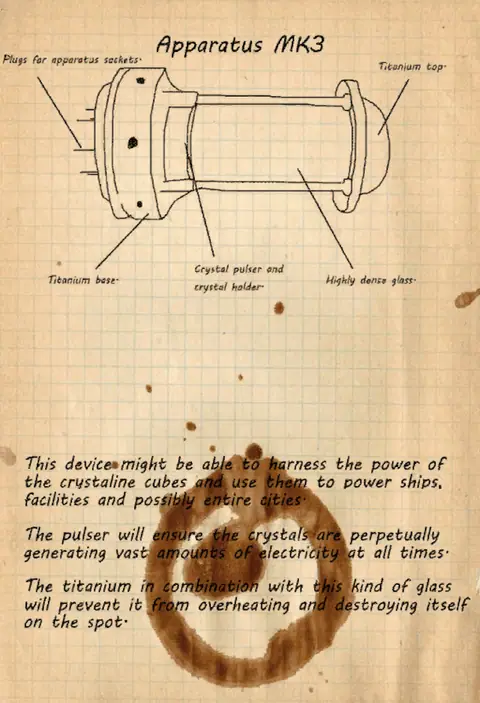 Apparatus MK3
Plugs for apparatus sockets.
Titanium top.
Titanium base.
Crystal pulser and
crystal holder.
Highly dense glass.
This device might be able to harness the power of
the crystaline cubes and use them to power ships,
facilities and possibly entire cities.
The pulser will ensure the crystals are perpetually
generating vast amounts of electricity at all times.
The titanium in combination with this kind of glass
will prevent it from overheating and destroying itself
on the spot.